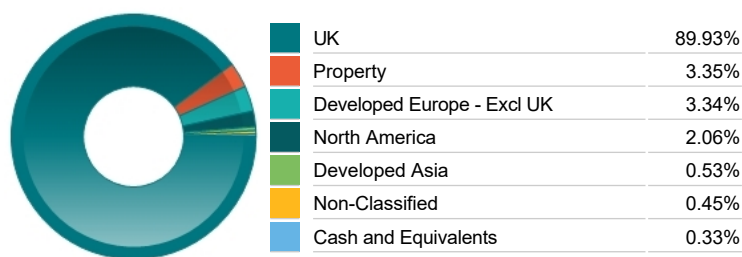 UK 89.93%
Property 3.35%
Developed Europe - Excl UK 3.34%
North America 2.06%
Developed Asia 0.53%
Non-Classified 0.45%
Cash and Equivalents 0.33%